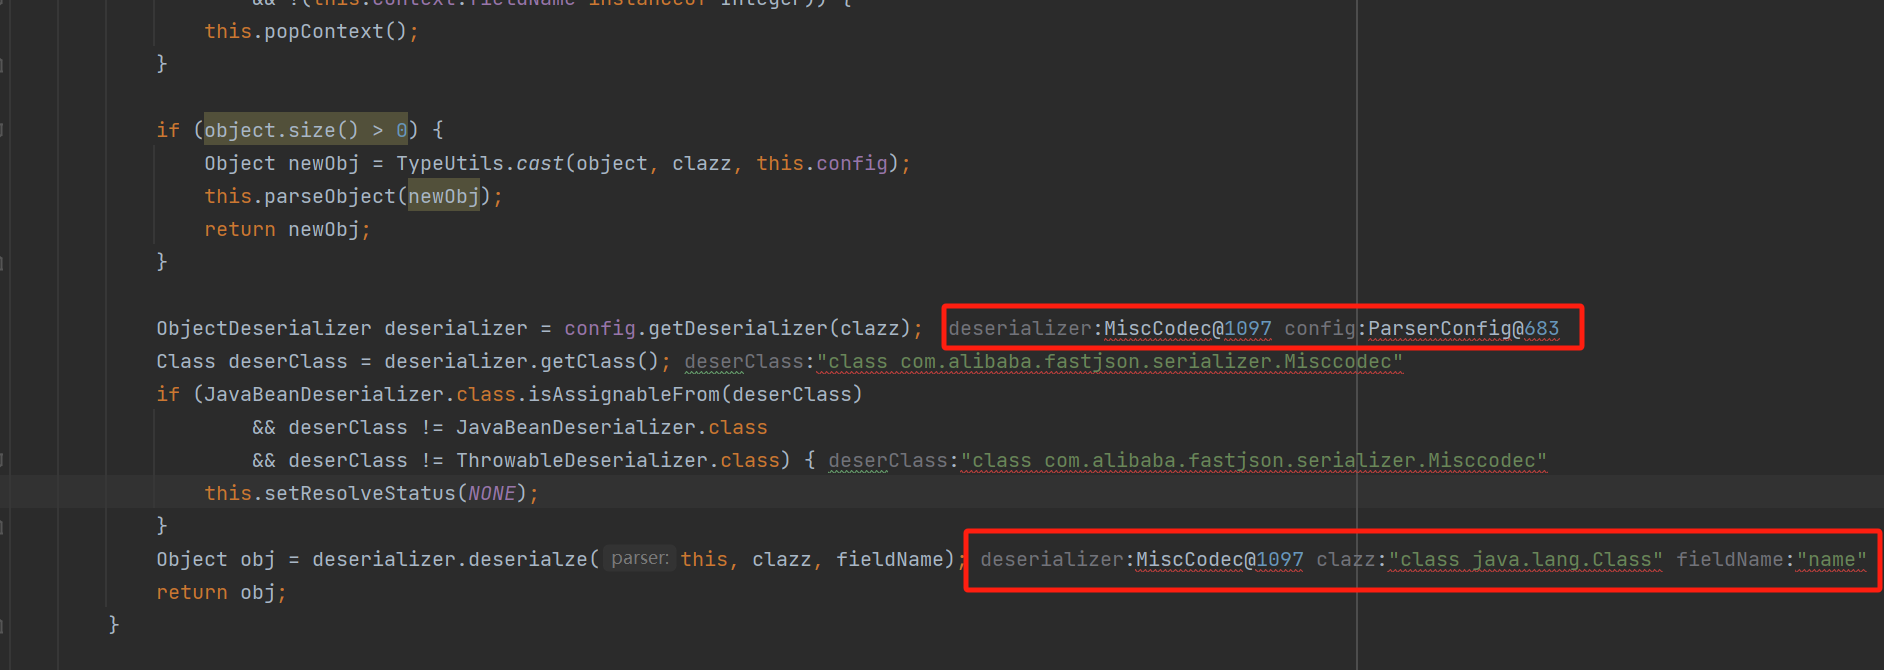 && !(this.context.fieldName instanceof Integer)) {
this.popContext();
}
if (object.size() > 0) {
Object newObj = TypeUtils.cast(object, clazz, this.config);
this.parseObject(newObj);
return newObj;
}
ObjectDeserializer deserializer = config.getDeserializer(clazz); deserializer:MiscCodec@1097 config:ParserConfig@683
Class deserClass = deserializer.getClass(); deserClass:"class com.alibaba.fastjson.serializer.Misccodec"
if (JavaBeanDeserializer.class.isAssignableFrom(deserClass)
&& deserClass != JavaBeanDeserializer.class
&& deserClass != ThrowableDeserializer.class) { deserClass:"class com.alibaba.fastjson.serializer.Misccodec"
this.setResolveStatus(NONE);
}
Object obj = deserializer.deserialze( parser: this, clazz, fieldName); deserializer:MiscCodec@1097 clazz:"class java.lang.Class" fieldName:"name"
return obj;
}